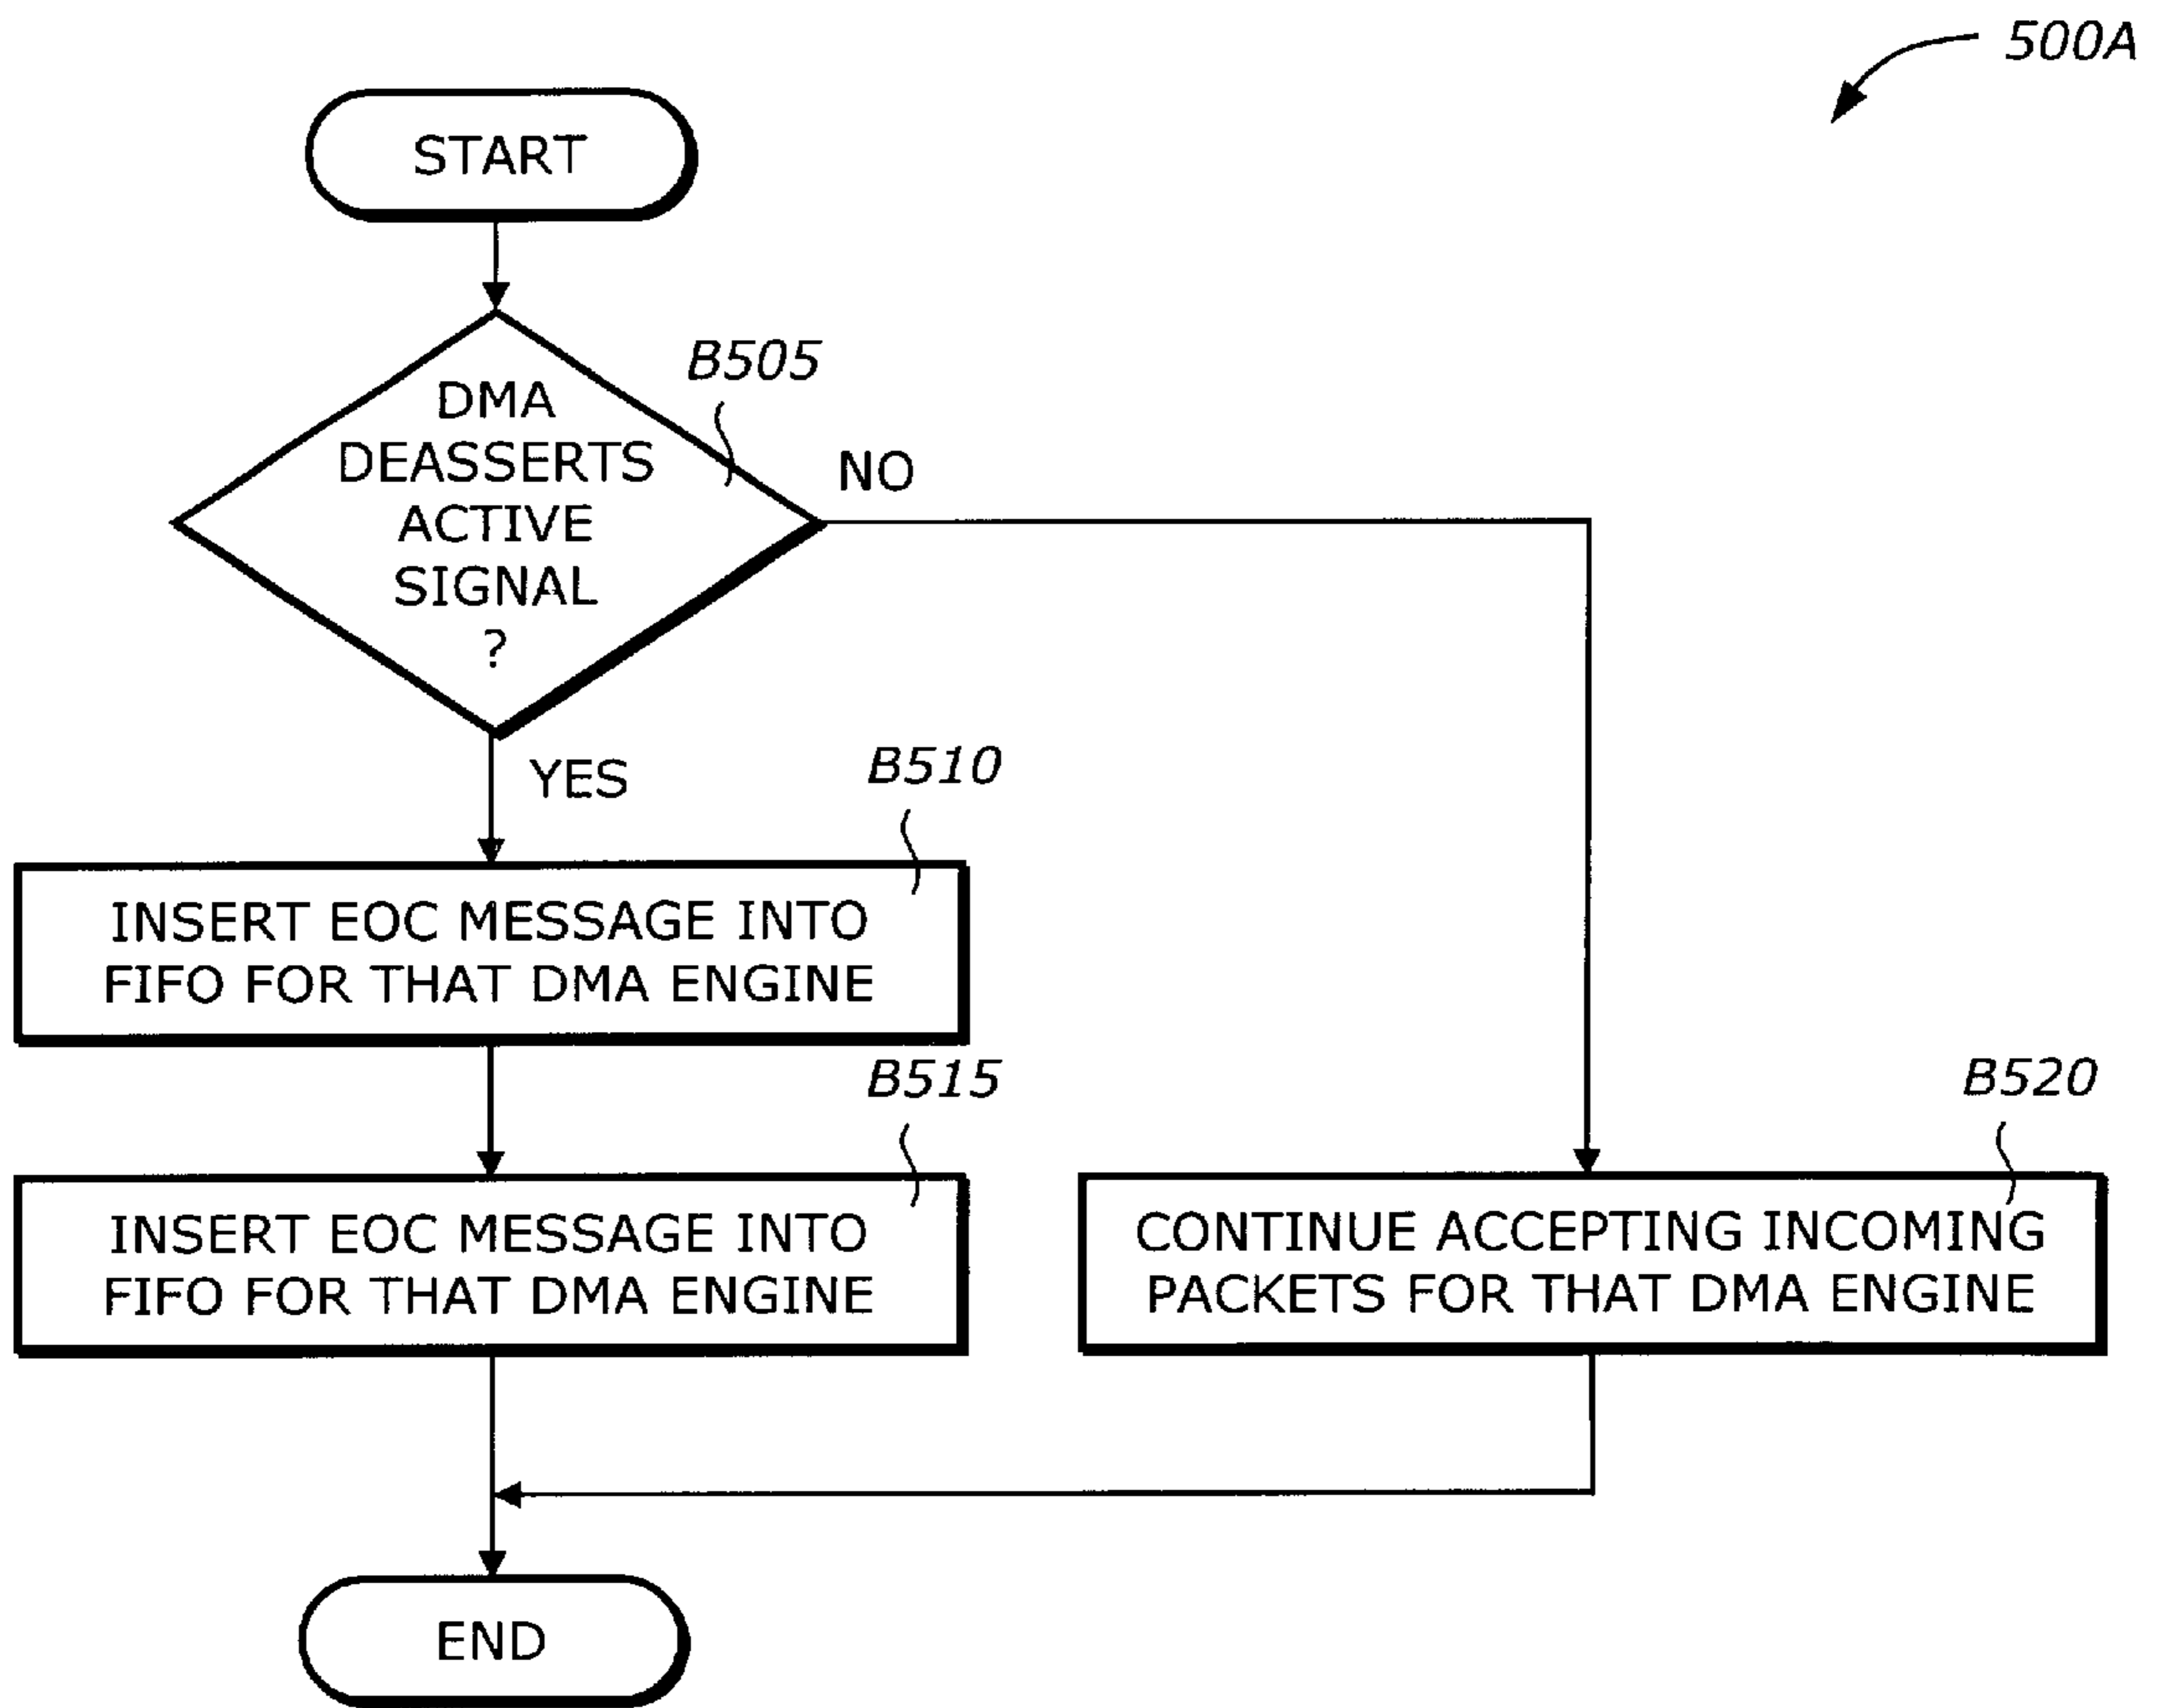 500A
START
B505
DMA
DEASSERTS
ACTIVE
SIGNAL
?
NO
YES
B510
INSERT EOC MESSAGE INTO
FIFO FOR THAT DMA ENGINE
B515
INSERT EOC MESSAGE INTO
FIFO FOR THAT DMA ENGINE
B520
CONTINUE ACCEPTING INCOMING
PACKETS FOR THAT DMA ENGINE
END